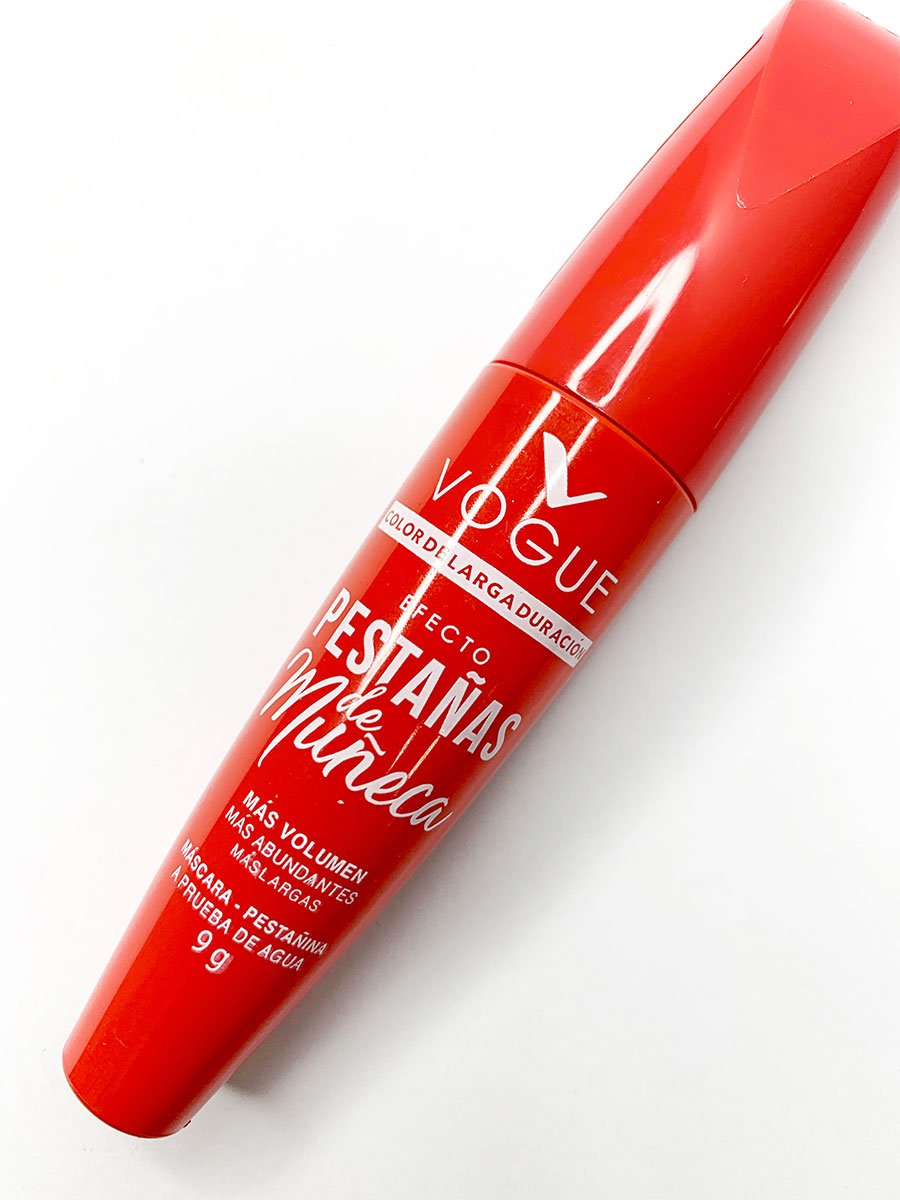 VOGUE
COLOR DE LARGA DURACIÓN
EFECTO
PESTAÑAS
de
Muñeca
MÁS VOLUMEN
MÁS ABUNDANTES
MÁS LARGAS
MÁSCARA - PESTAÑINA
A PRUEBA DE AGUA
9 g